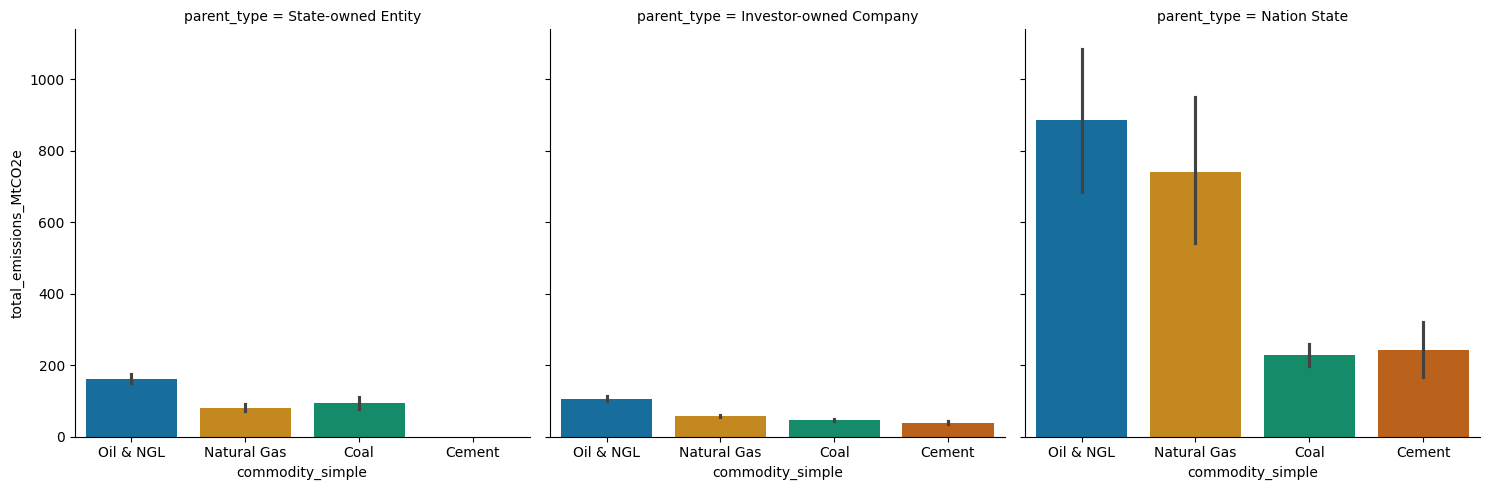 parent_type = State-owned Entity
parent_type = Investor-owned Company
parent_type = Nation State
total_emissions_MtCO2e
1000
800
600
400
200
0
Oil & NGL Natural Gas Coal Cement
Oil & NGL Natural Gas Coal Cement
Oil & NGL Natural Gas Coal Cement
commodity_simple
commodity_simple
commodity_simple